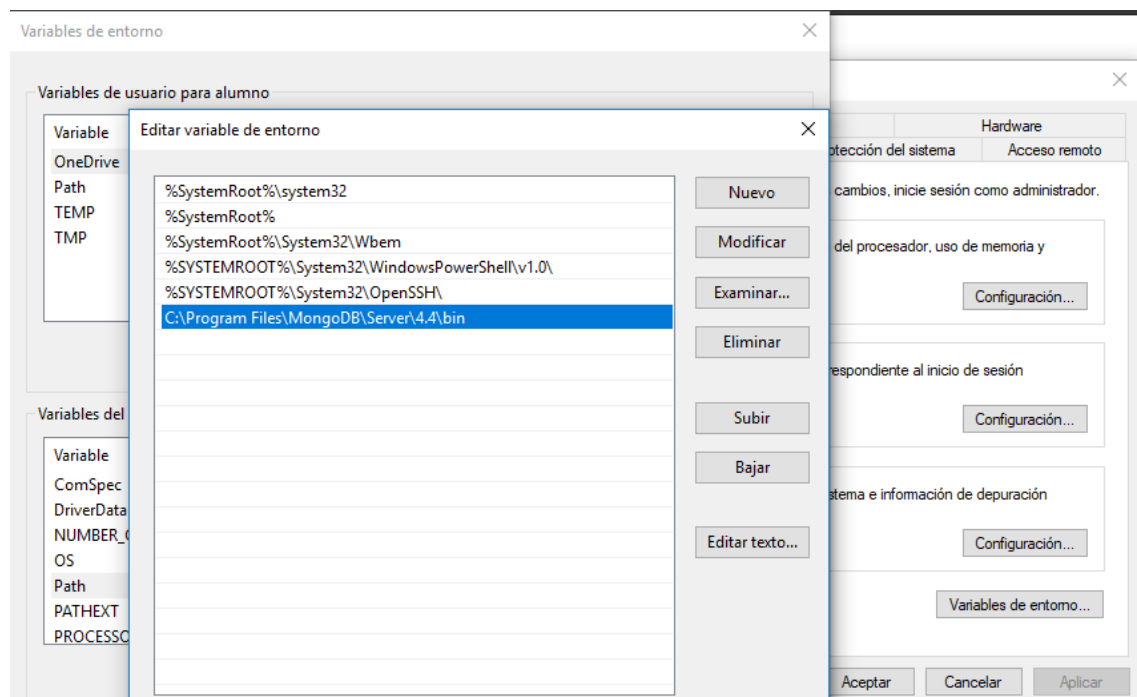 Variables de entorno
Variables de usuario para alumno
Variable
OneDrive
Path
TEMP
TMP
Variables del
Variable
ComSpec
DriverData
NUMBER_
OS
Path
PATHEXT
PROCESSO
Editar variable de entorno
%SystemRoot%\system32
%SystemRoot%
%SystemRoot%\System32\Wbem
%SYSTEMROOT%\System32\WindowsPowerShell\v1.0\
%SYSTEMROOT%\System32\OpenSSH\
C:\Program Files\MongoDB\Server\4.4\bin
Nuevo
Modificar
Examinar...
Eliminar
Subir
Bajar
Editar texto...
Hardware
otección del sistema
Acceso remoto
cambios, inicie sesión como administrador.
del procesador, uso de memoria y
Configuración...
respondiente al inicio de sesión
Configuración...
stema e información de depuración
Configuración...
Variables de entorno...
Aceptar
Cancelar
Aplicar